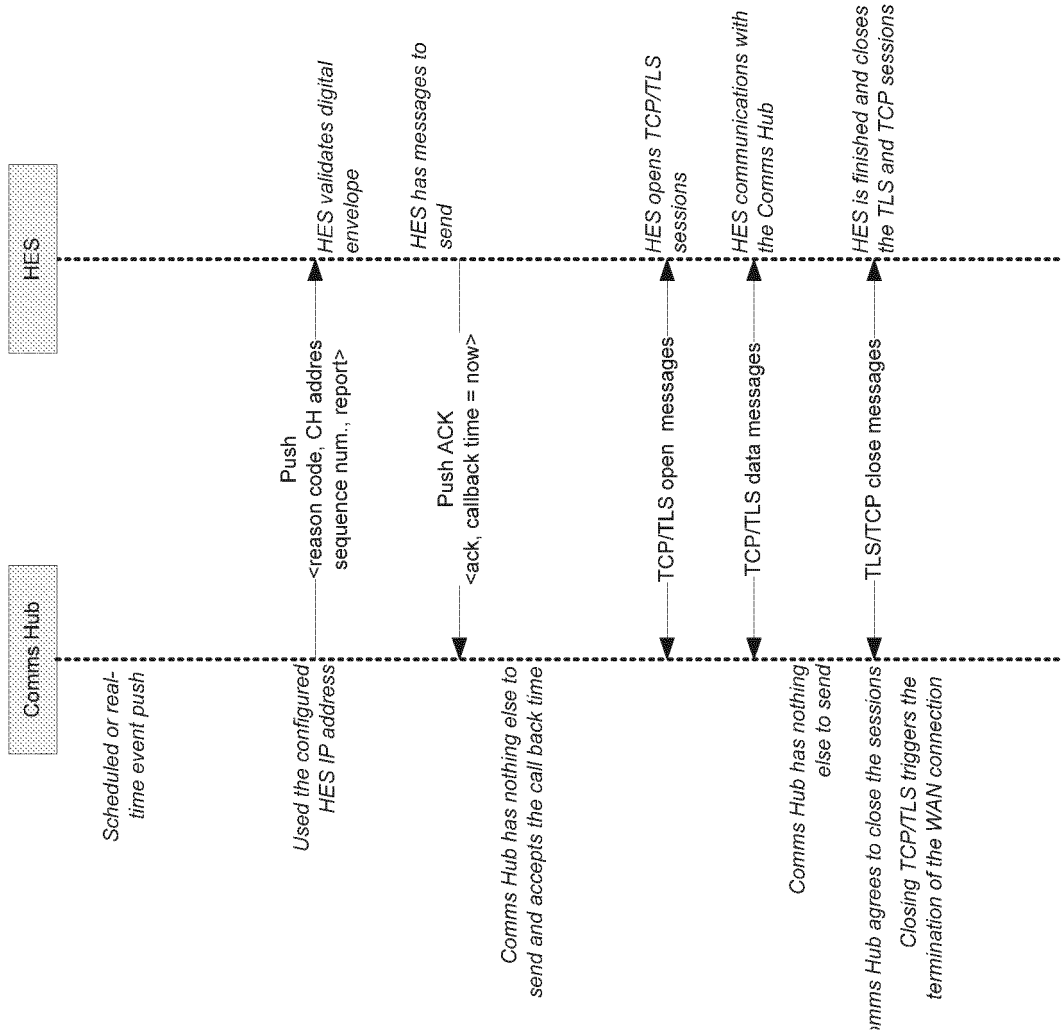 Comms Hub
HES
Scheduled or real-
time event push
Used the configured
HES IP address
Push
<reason code, CH addres
sequence num., report>
HES validates digital
envelope
HES has messages to
send
Push ACK
<ack, callback time = now>
Comms Hub has nothing else to
send and accepts the call back time
TCP/TLS open messages
HES opens TCP/TLS
sessions
TCP/TLS data messages
HES communications with
the Comms Hub
Comms Hub has nothing
else to send
TLS/TCP close messages
HES is finished and closes
the TLS and TCP sessions
omms Hub agrees to close the sessions
Closing TCP/TLS triggers the
termination of the WAN connection